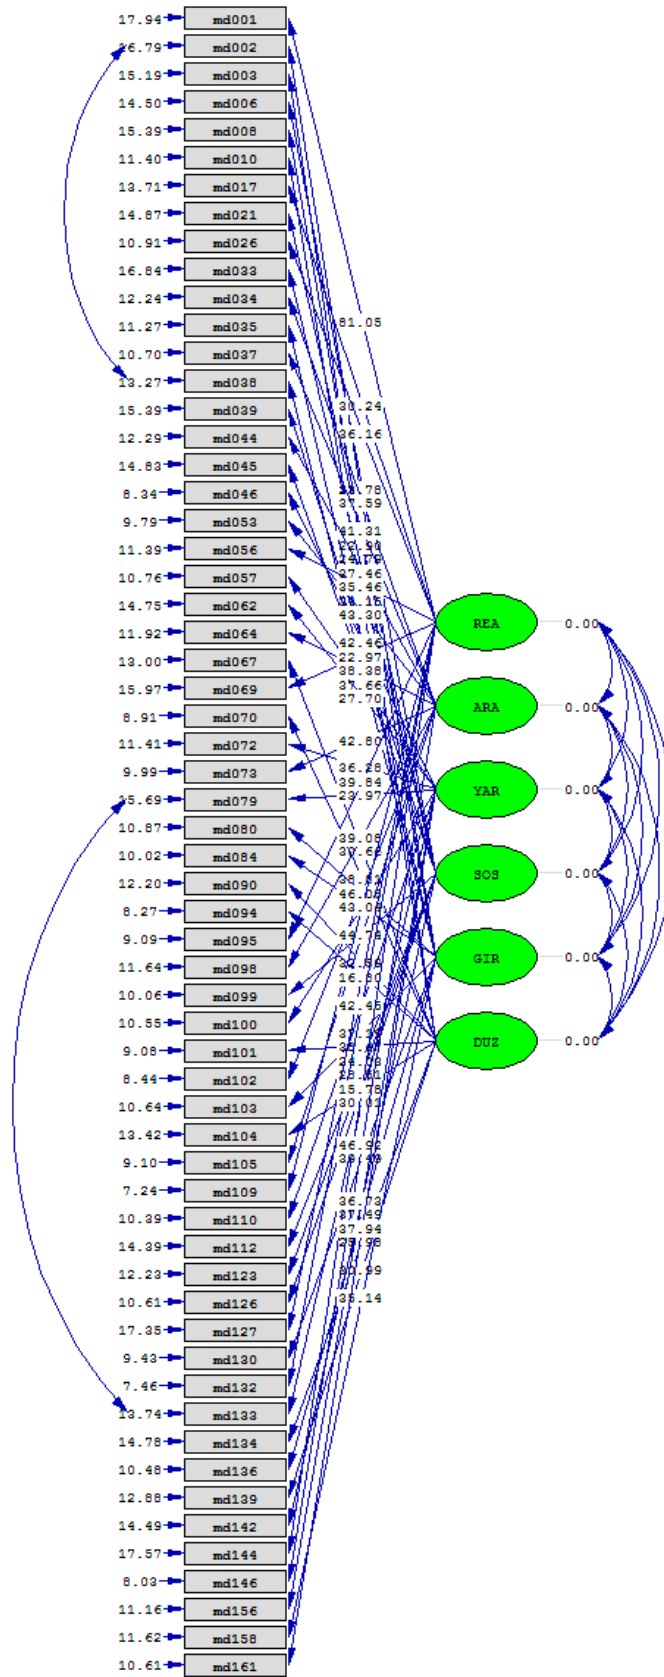 17.94 md001
16.79 md002
15.19 md003
14.50 md006
15.39 md008
11.40 md010
13.71 md017
14.87 md021
10.91 md026
16.84 md033
12.24 md034
11.27 md035
81.05
10.70 md037
13.27 md038
15.39 md039
30.24
12.29 md044
36.16
14.83 md045
8.34 md046
37.59
9.79 md053
41.31
11.39 md056
10.76 md057
37.46
35.46
14.75 md062
43.30
REA 0.00
11.92 md064
42.46
13.00 md067
22.97
38.38
15.97 md069
37.66
27.70
ARA 0.00
8.91 md070
11.41 md072
42.80
9.99 md073
36.28
39.84
YAR 0.00
15.69 md079
23.97
10.87 md080
39.08
10.02 md084
SOS 0.00
12.20 md090
8.27 md094
43.04
9.09 md095
44.74
GIR 0.00
11.64 md098
16.80
10.06 md099
42.45
10.55 md100
DUZ 0.00
9.08 md101
8.44 md102
15.78
10.64 md103
30.01
13.42 md104
46.92
9.10 md105
7.24 md109
36.73
10.39 md110
37.94
14.39 md112
12.23 md123
30.99
10.61 md126
35.14
17.35 md127
9.43 md130
7.46 md132
13.74 md133
14.78 md134
10.48 md136
12.88 md139
14.49 md142
17.57 md144
8.03 md146
11.16 md156
11.62 md158
10.61 md161